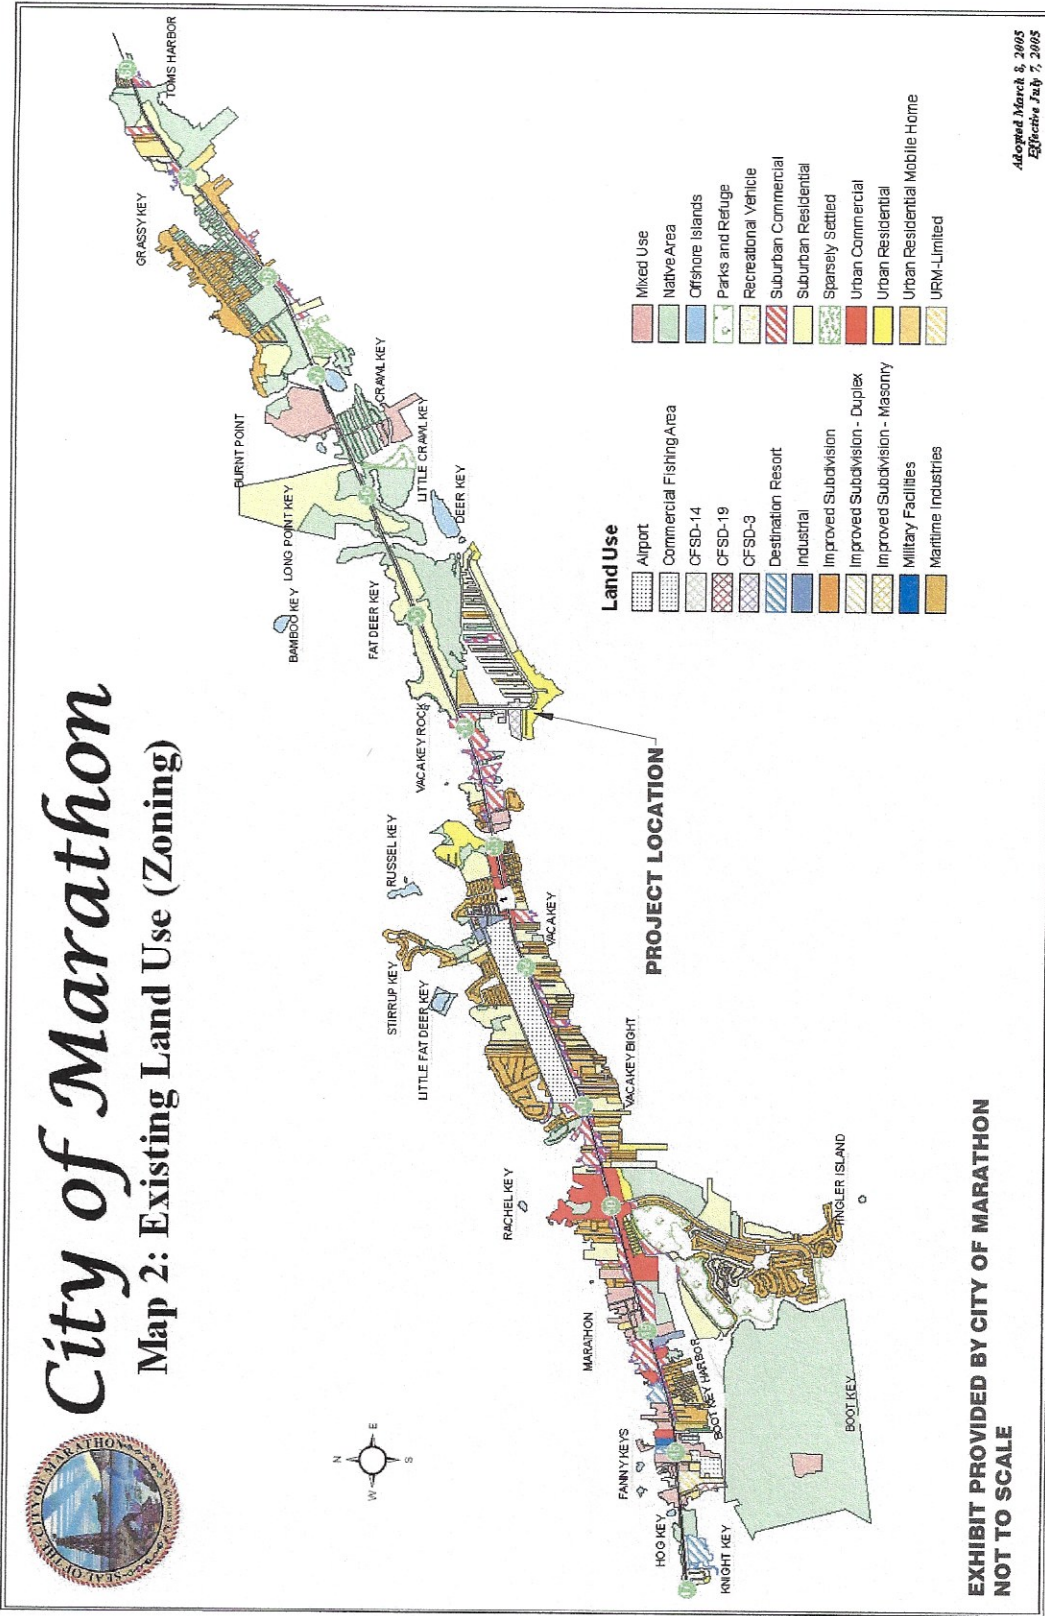 City of Marathon
Map 2: Existing Land Use (Zoning)
SEAL OF THE CITY OF MARATHON
N
W
E
S
TOMS HARBOR
GRASSY KEY
CRAWL KEY
BURNT POINT
LITTLE CRAWL KEY
LONG POINT KEY
DEER KEY
BAMBOO KEY
FAT DEER KEY
VACA KEY
VACA KEY ROCK
RUSSEL KEY
STIRRUP KEY
LITTLE FAT DEER KEY
VACA KEY BIGHT
RACHEL KEY
TINGLER ISLAND
MARATHON
BOOT KEY HARBOR
FANNY KEYS
BOOT KEY
HOG KEY
KNIGHT KEY
PROJECT LOCATION
Land Use
Airport
Commercial Fishing Area
CFSD-14
CFSD-19
CFSD-3
Destination Resort
Industrial
Improved Subdivision
Improved Subdivision - Duplex
Improved Subdivision - Masonry
Military Facilities
Maritime Industries
Mixed Use
Native Area
Offshore Islands
Parks and Refuge
Recreational Vehicle
Suburban Commercial
Suburban Residential
Sparsely Settled
Urban Commercial
Urban Residential
Urban Residential Mobile Home
URM-Limited
EXHIBIT PROVIDED BY CITY OF MARATHON
NOT TO SCALE
Adopted March 8, 2005
Effective July 7, 2005